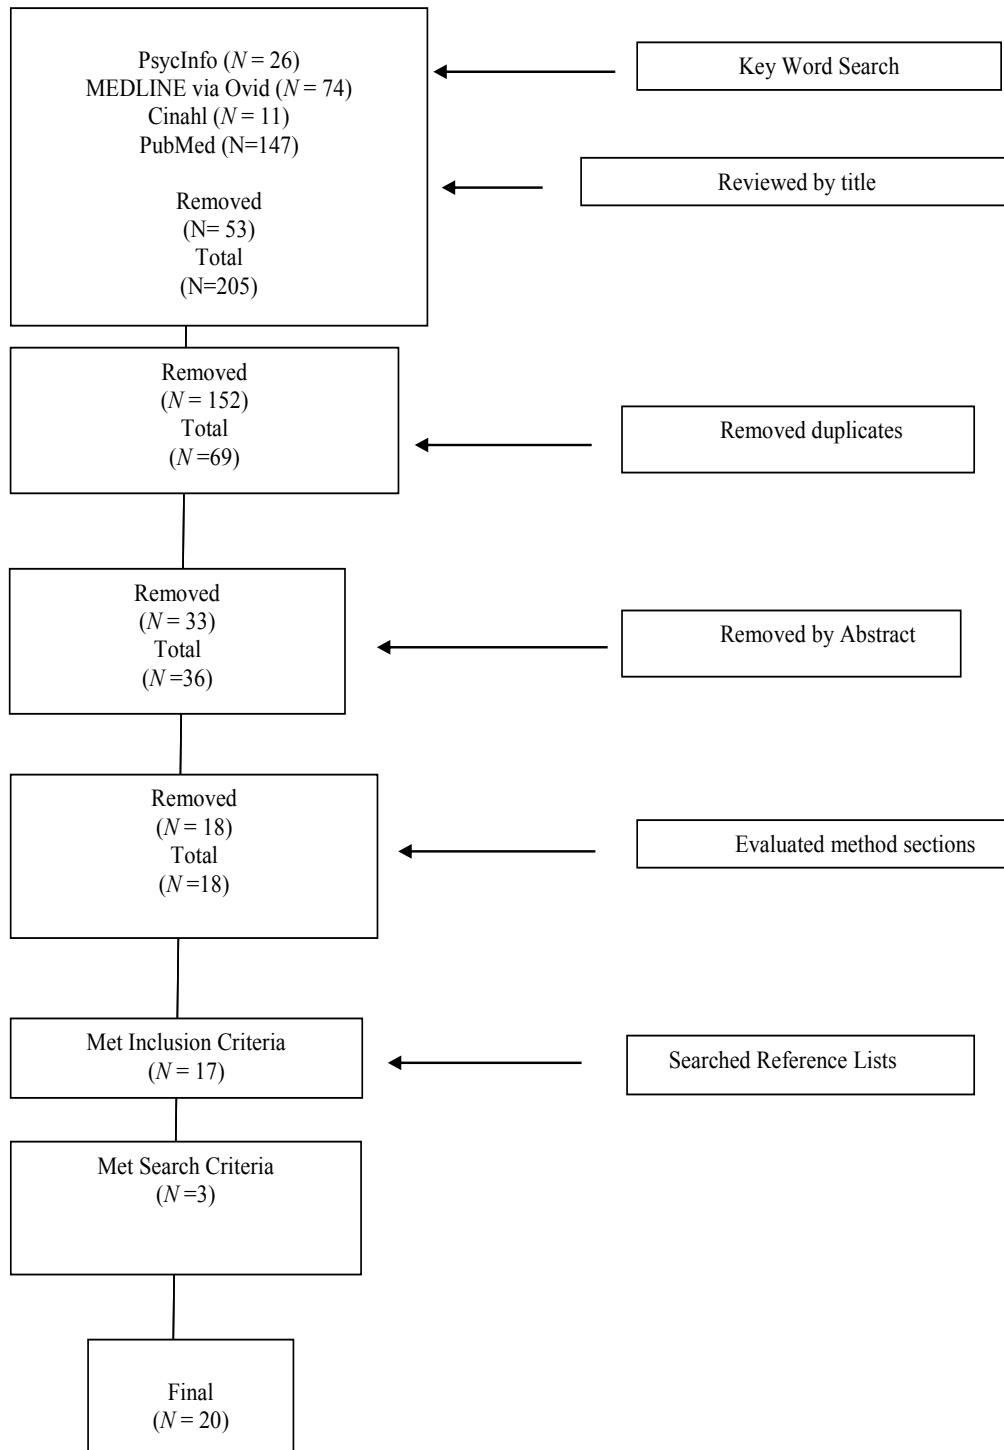 PsycInfo (N = 26)
MEDLINE via Ovid (N = 74)
Cinahl (N = 11)
PubMed (N=147)
Key Word Search
Removed
(N= 53)
Total
(N=205)
Reviewed by title
Removed
(N = 152)
Total
(N =69)
Removed duplicates
Removed
(N = 33)
Total
(N =36)
Removed by Abstract
Removed
(N = 18)
Total
(N =18)
Evaluated method sections
Met Inclusion Criteria
(N = 17)
Searched Reference Lists
Met Search Criteria
(N =3)
Final
(N = 20)